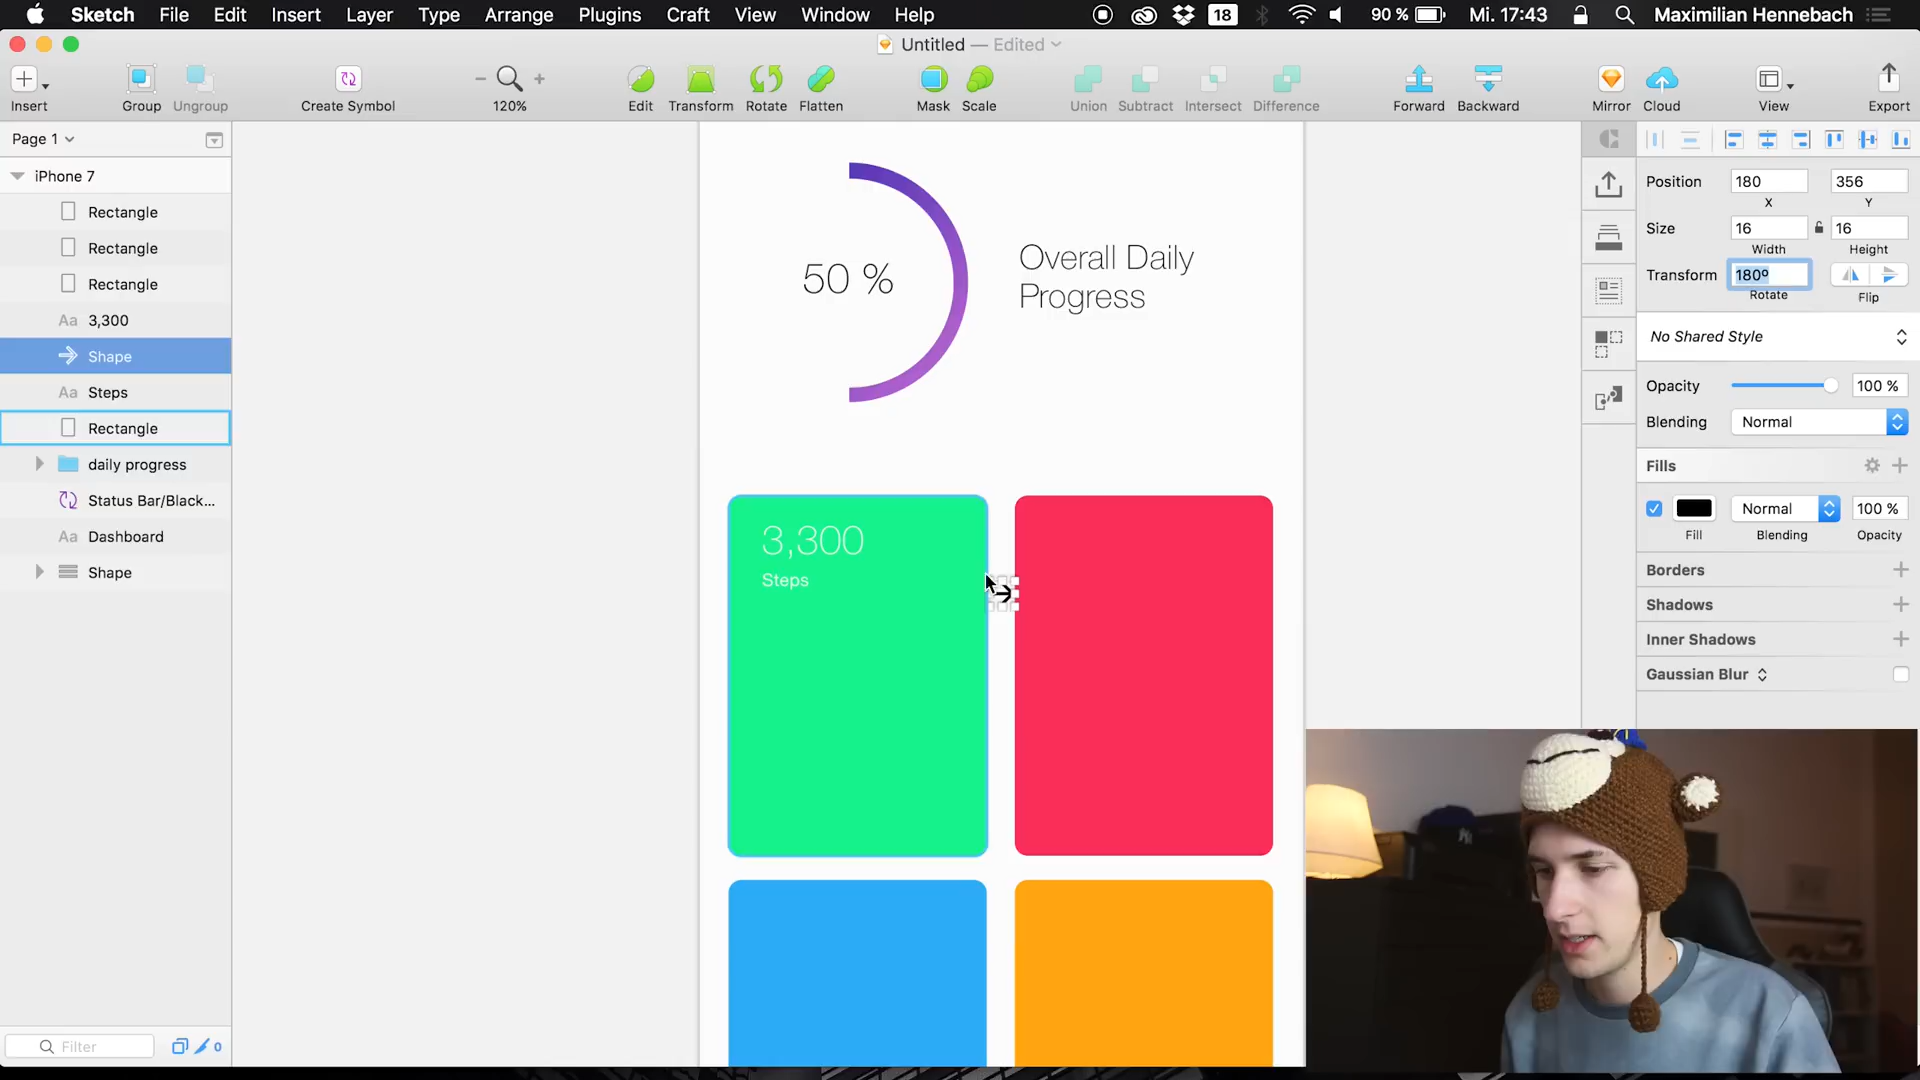 Sketch File Edit Insert Layer Type Arrange Plugins Craft View Window Help 18 90 % Mi. 17:43 Maximilian Hennebach
Untitled — Edited
Insert Group Ungroup Create Symbol 120% Edit Transform Rotate Flatten Mask Scale Union Subtract Intersect Difference Forward Backward Mirror Cloud View Export
Page 1
iPhone 7
Rectangle
Rectangle
Rectangle
Aa 3,300
Shape
Aa Steps
Rectangle
daily progress
Status Bar/Black...
Aa Dashboard
Shape
Filter 0
50 %
Overall Daily
Progress
3,300
Steps
Position 180 356
X Y
Size 16 16
Width Height
Transform 180º
Rotate Flip
No Shared Style
Opacity 100 %
Blending Normal
Fills
Normal 100 %
Fill Blending Opacity
Borders
Shadows
Inner Shadows
Gaussian Blur